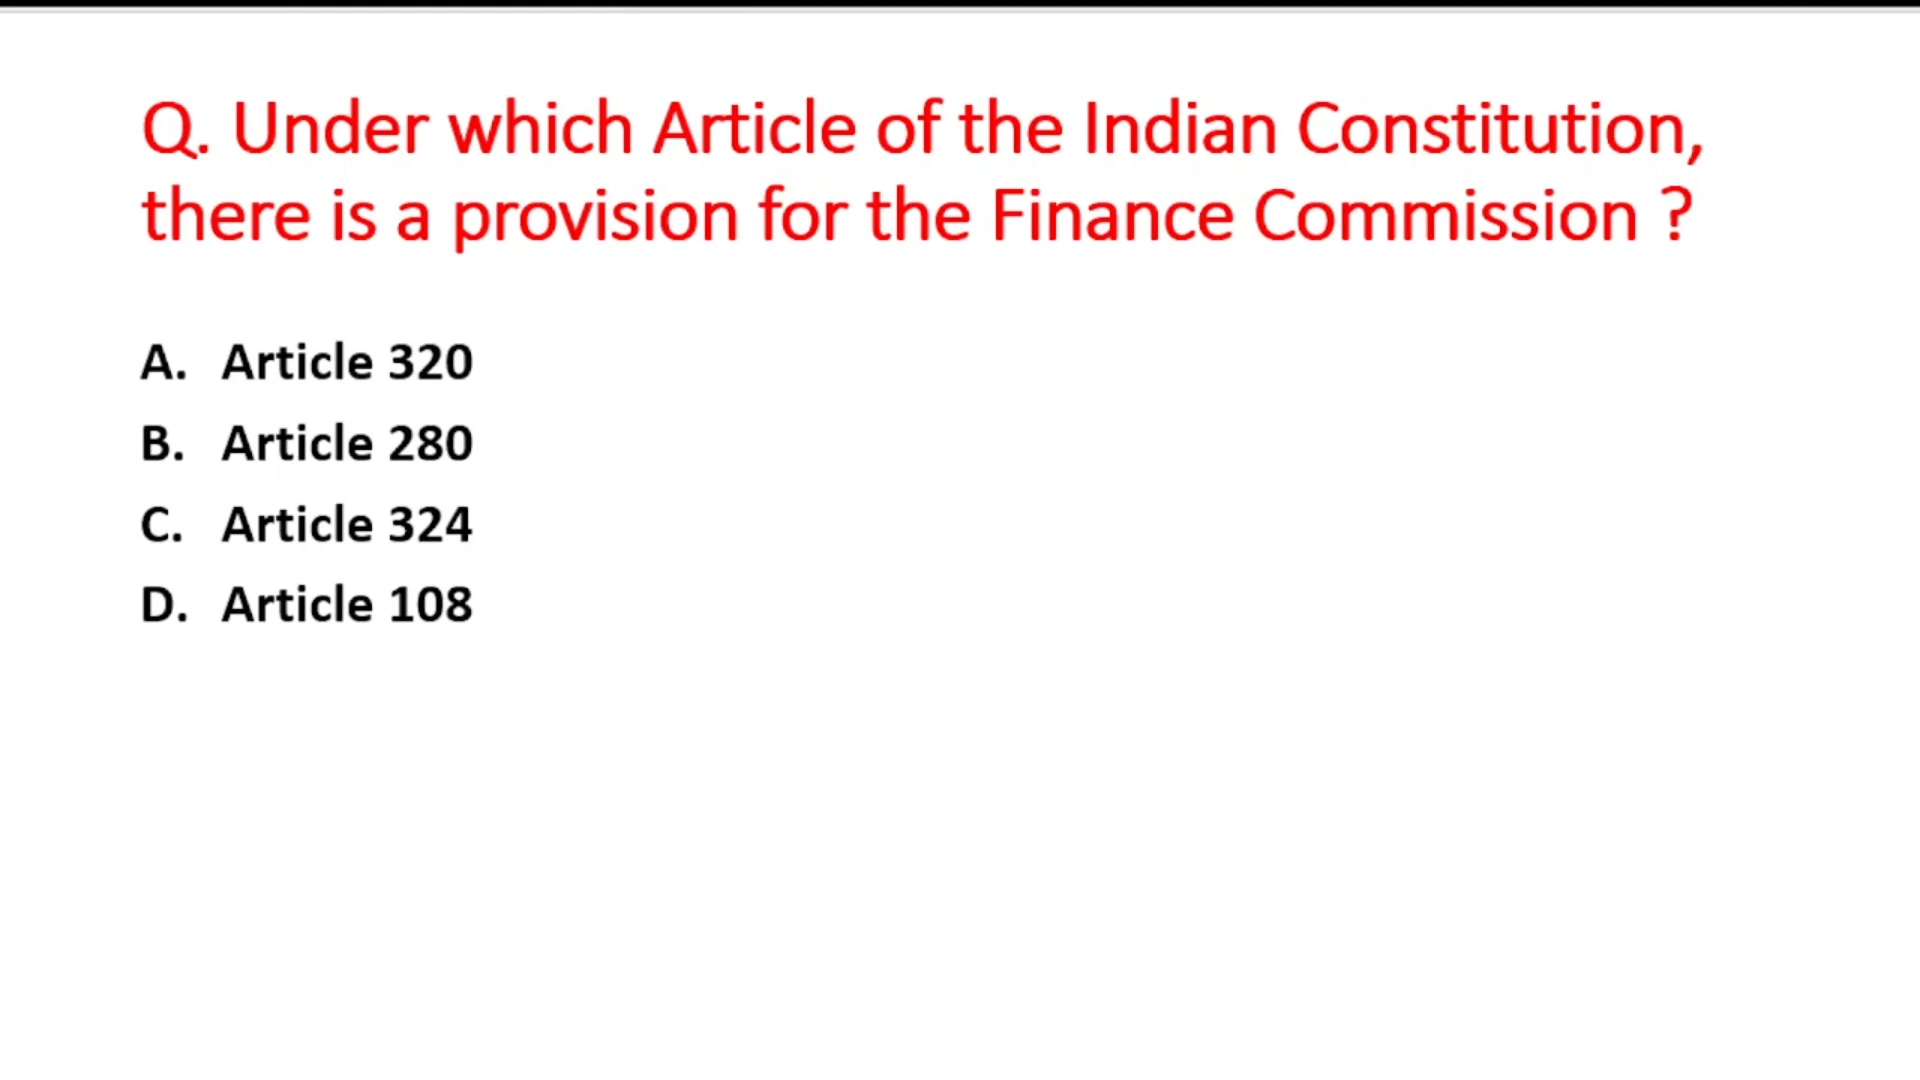 Q. Under which Article of the Indian Constitution,
there is a provision for the Finance Commission ?
A. Article 320
B. Article 280
C. Article 324
D. Article 108